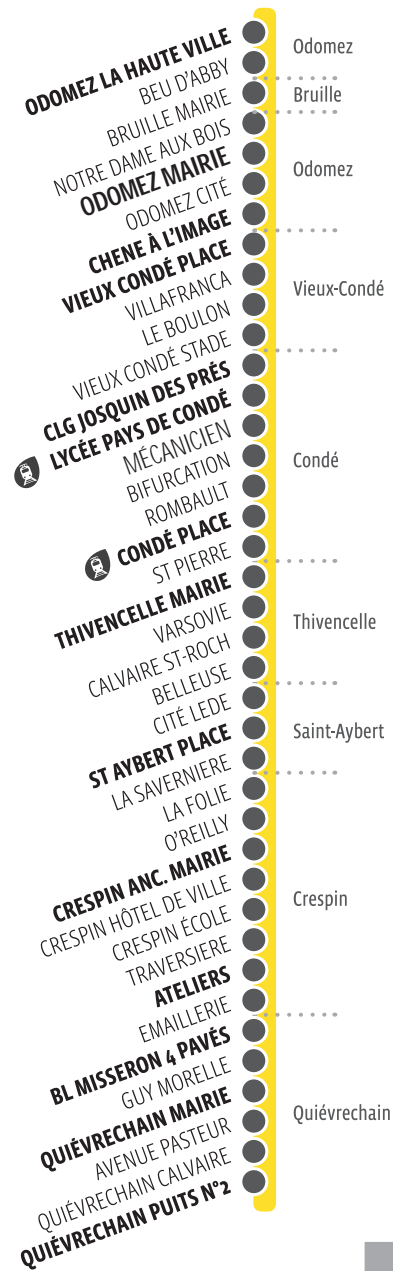 ODOMEZ LA HAUTE VILLE
BEU D'ABBY
BRUILLE MAIRIE
NOTRE DAME AUX BOIS
ODOMEZ MAIRIE
ODOMEZ CITÉ
CHENE À L'IMAGE
VIEUX CONDÉ PLACE
VILLAFRANCA
LE BOULON
VIEUX CONDÉ STADE
CLG JOSQUIN DES PRÉS
LYCÉE PAYS DE CONDÉ
MÉCANICIEN
BIFURCATION
ROMBAULT
CONDÉ PLACE
ST PIERRE
THIVENCELLE MAIRIE
VARSOVIE
CALVAIRE ST-ROCH
BELLEUSE
CITÉ LEDE
ST AYBERT PLACE
LA SAVERNIERE
LA FOLIE
O'REILLY
CRESPIN ANC. MAIRIE
CRESPIN HÔTEL DE VILLE
CRESPIN ÉCOLE
TRAVERSIERE
ATELIERS
EMAILLERIE
BL MISSERON 4 PAVÉS
GUY MORELLE
QUIÉVRECHAIN MAIRIE
AVENUE PASTEUR
QUIÉVRECHAIN CALVAIRE
QUIÉVRECHAIN PUITS N°2
Odomez
Bruille
Odomez
Vieux-Condé
Condé
Thivencelle
Saint-Aybert
Crespin
Quiévrechain